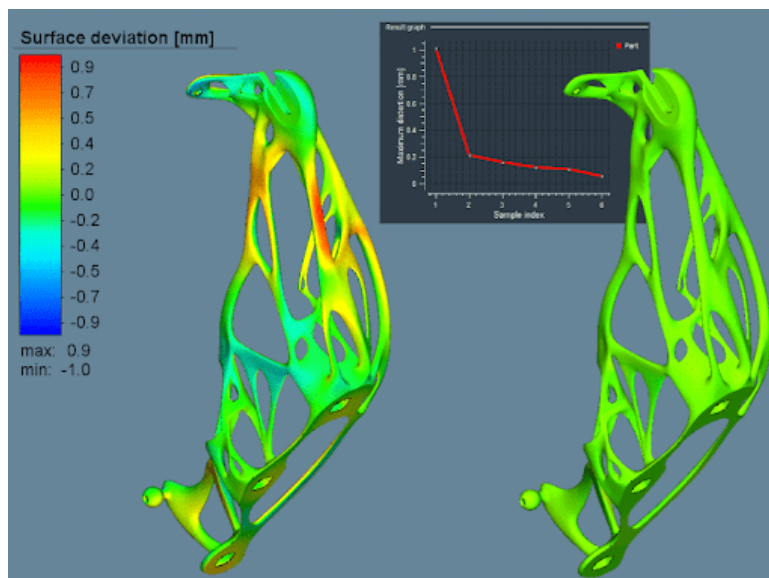 Surface deviation [mm]
0.9
0.7
0.5
0.4
0.2
0.0
-0.2
-0.4
-0.5
-0.7
-0.9
max: 0.9
min: -1.0
Result graph
Part
Maximum distortion [mm]
1
0.8
0.6
0.4
0.2
0
1 2 3 4 5 6
Sample index